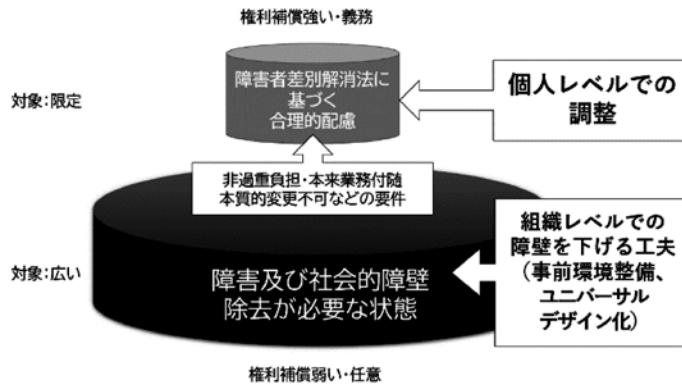 権利補償強い・義務
対象:限定
障害者差別解消法に
基づく
合理的配慮
個人レベルでの
調整
非過重負担・本来業務付随
本質的変更不可などの要件
対象:広い
障害及び社会的障壁
除去が必要な状態
組織レベルでの
障壁を下げる工夫
(事前環境整備、
ユニバーサル
デザイン化)
権利補償弱い・任意